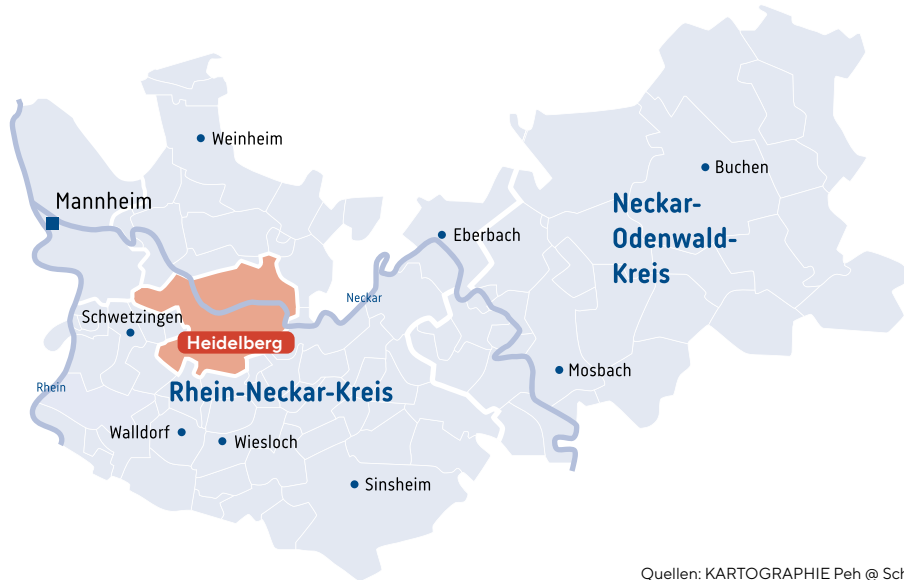 Weinheim
Buchen
Mannheim
Neckar-
Odenwald-
Kreis
Eberbach
Neckar
Schwetzingen
Heidelberg
Mosbach
Rhein
Rhein-Neckar-Kreis
Walldorf
Wiesloch
Sinsheim
Quellen: KARTOGRAPHIE Peh @ Sch